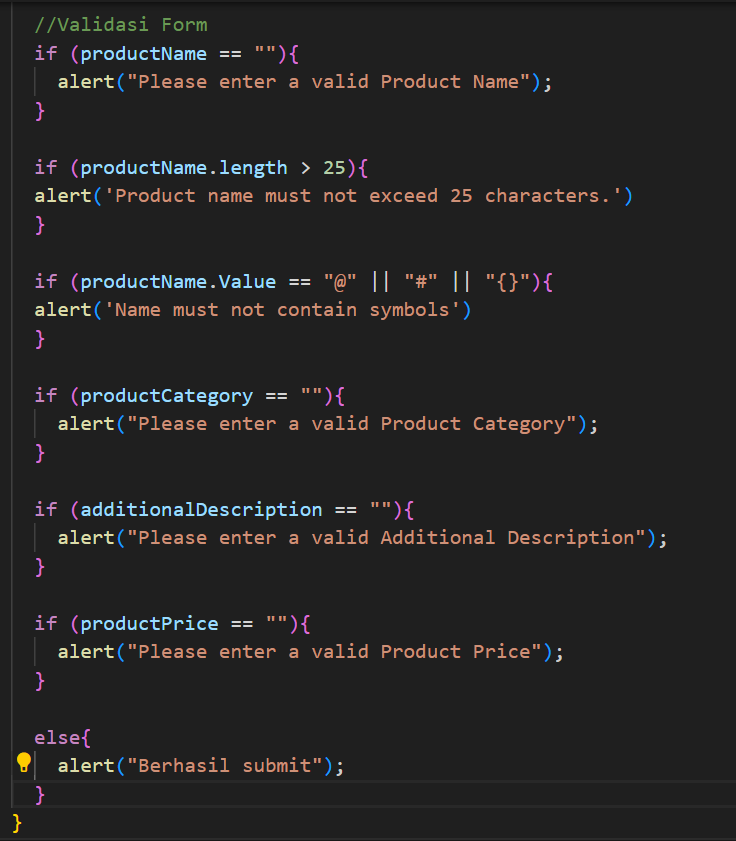 //Validasi Form
if (productName == ""){
alert("Please enter a valid Product Name");
}
if (productName.length > 25){
alert('Product name must not exceed 25 characters.')
}
if (productName.Value == "@" || "#" || "{}"){
alert('Name must not contain symbols')
}
if (productCategory == ""){
alert("Please enter a valid Product Category");
}
if (additionalDescription == ""){
alert("Please enter a valid Additional Description");
}
if (productPrice == ""){
alert("Please enter a valid Product Price");
}
else{
alert("Berhasil submit");
}
}